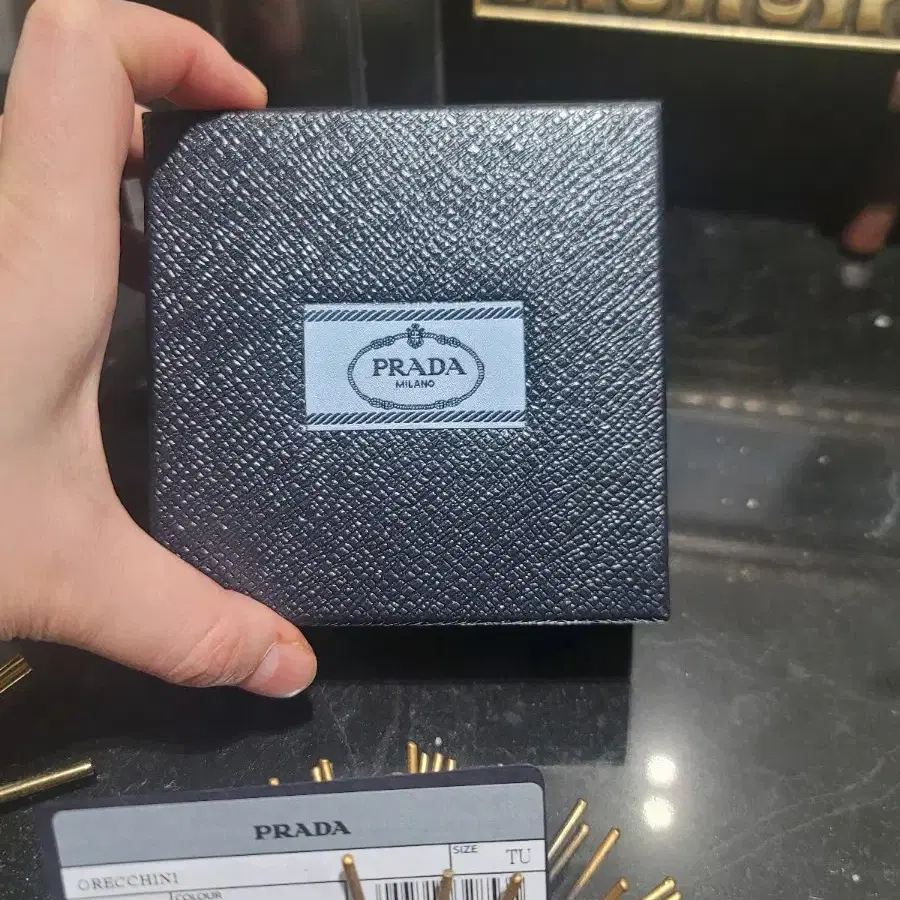 PRADA
MILANO
PRADA
ORECCHINI
SIZE TU
COLOUR